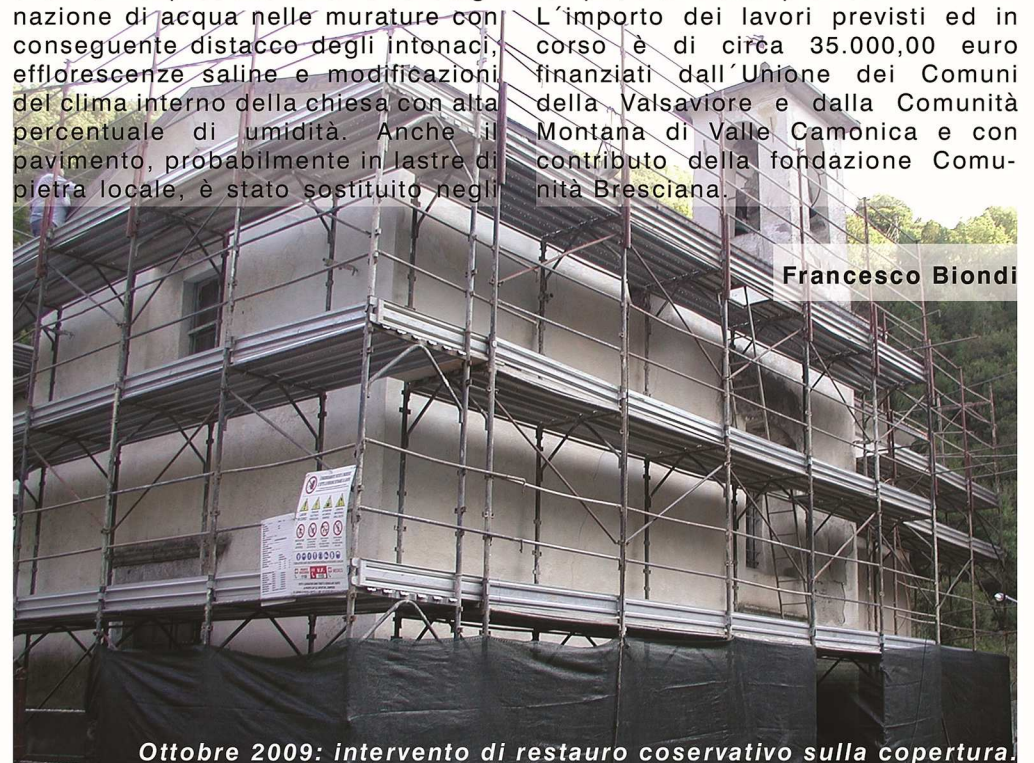 nazione di acqua nelle murature con
conseguente distacco degli intonaci,
efflorescenze saline e modificazioni
del clima interno della chiesa con alta
percentuale di umidità. Anche il
pavimento, probabilmente in lastre di
pietra locale, è stato sostituito negli
L´importo dei lavori previsti ed in
corso è di circa 35.000,00 euro
finanziati dall´Unione dei Comuni
della Valsaviore e dalla Comunità
Montana di Valle Camonica e con
contributo della fondazione Comu-
nità Bresciana.
Francesco Biondi
Ottobre 2009: intervento di restauro coservativo sulla copertura.